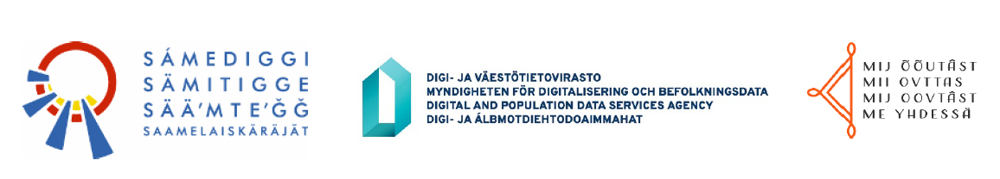 SÁMEDIGGI
SÄMITIGGE
SÄÄ'MTE'ǦǦ
SAAMELAISKÄRÄJÄT
DIGI- JA VÄESTÖTIETOVIRASTO
MYNDIGHETEN FÖR DIGITALISERING OCH BEFOLKNINGSDATA
DIGITAL AND POPULATION DATA SERVICES AGENCY
DIGI- JA ÁLBMOTDIEHTODOAIMMAHAT
MIJ ÕÕUTÂST
MII OVTTAS
MIJ OOVTÂST
ME YHDESSÄ